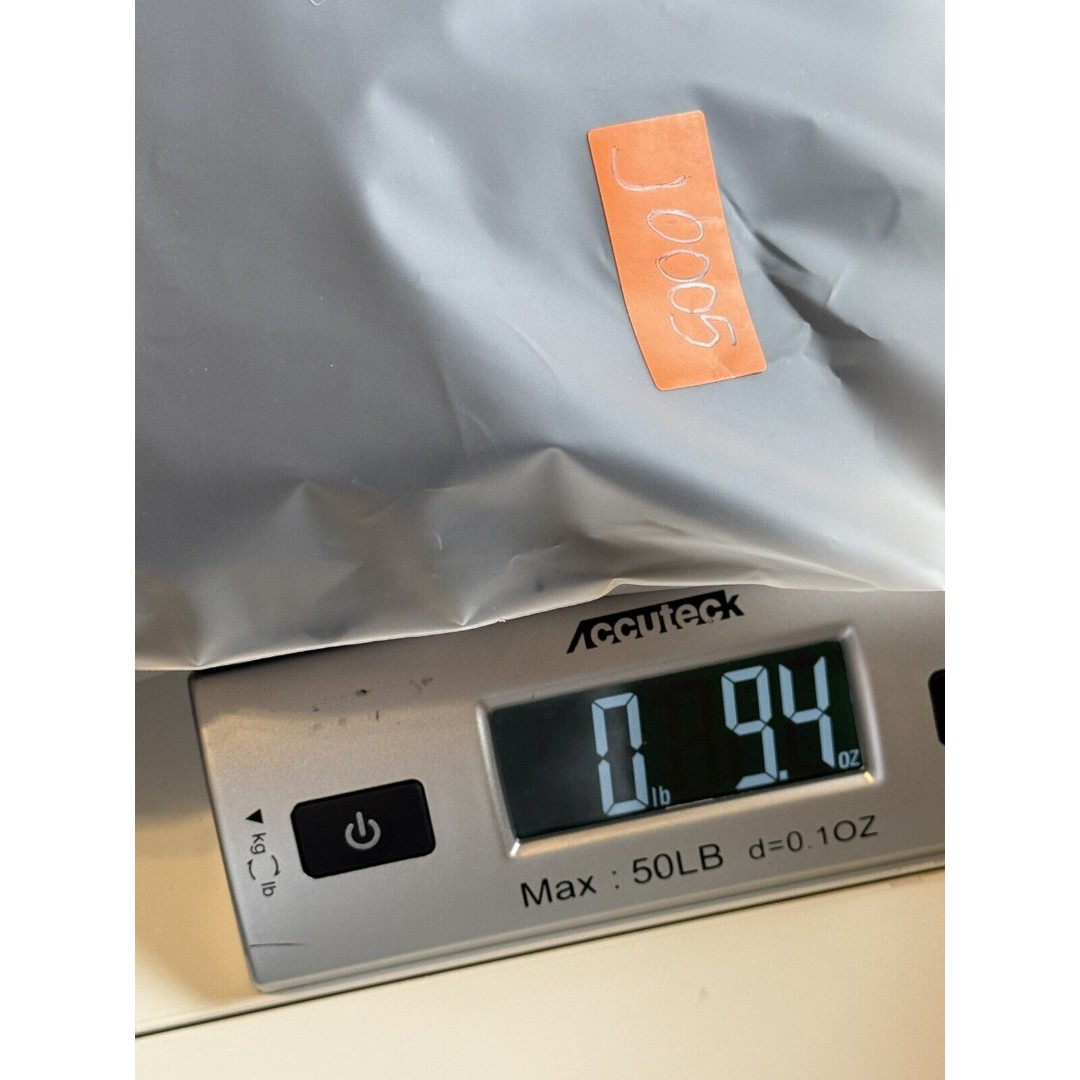 J0005
Accuteck
0 lb 9.4 oz
kg lb
Max : 50LB d=0.1OZ